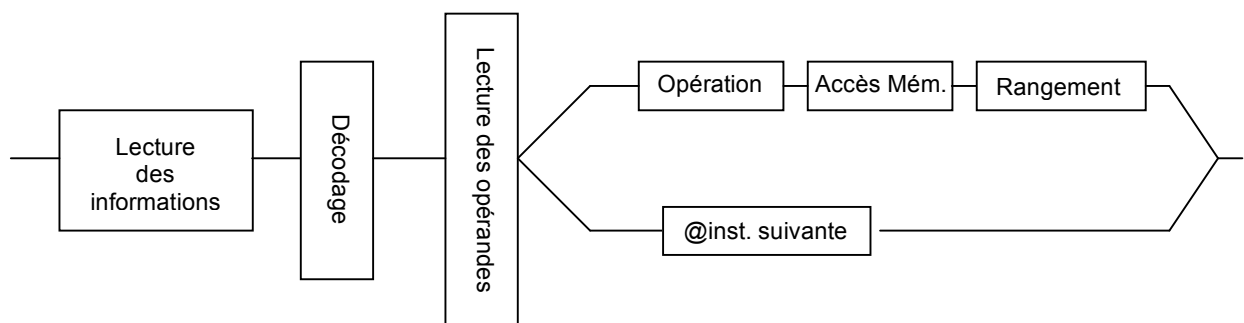 Lecture
des
informations
Décodage
Lecture des opérandes
Opération
Accès Mém.
Rangement
@inst. suivante